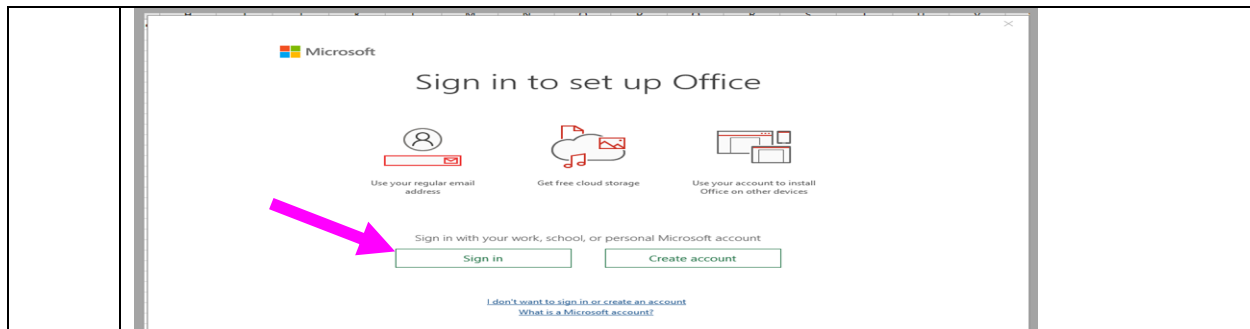 Microsoft
Sign in to set up Office
Use your regular email
address
Get free cloud storage
Use your account to install
Office on other devices
Sign in with your work, school, or personal Microsoft account
Sign in
Create account
I don't want to sign in or create an account
What is a Microsoft account?